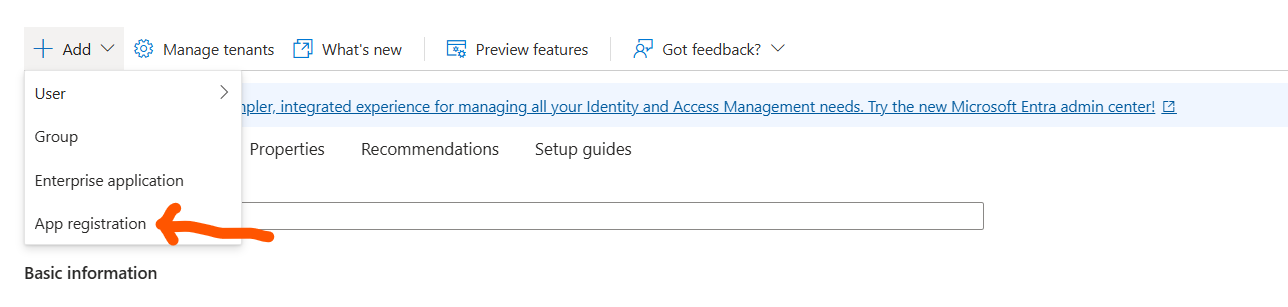 Add Manage tenants What's new Preview features Got feedback?
User
mpler, integrated experience for managing all your Identity and Access Management needs. Try the new Microsoft Entra admin center!
Group
Properties Recommendations Setup guides
Enterprise application
App registration
Basic information